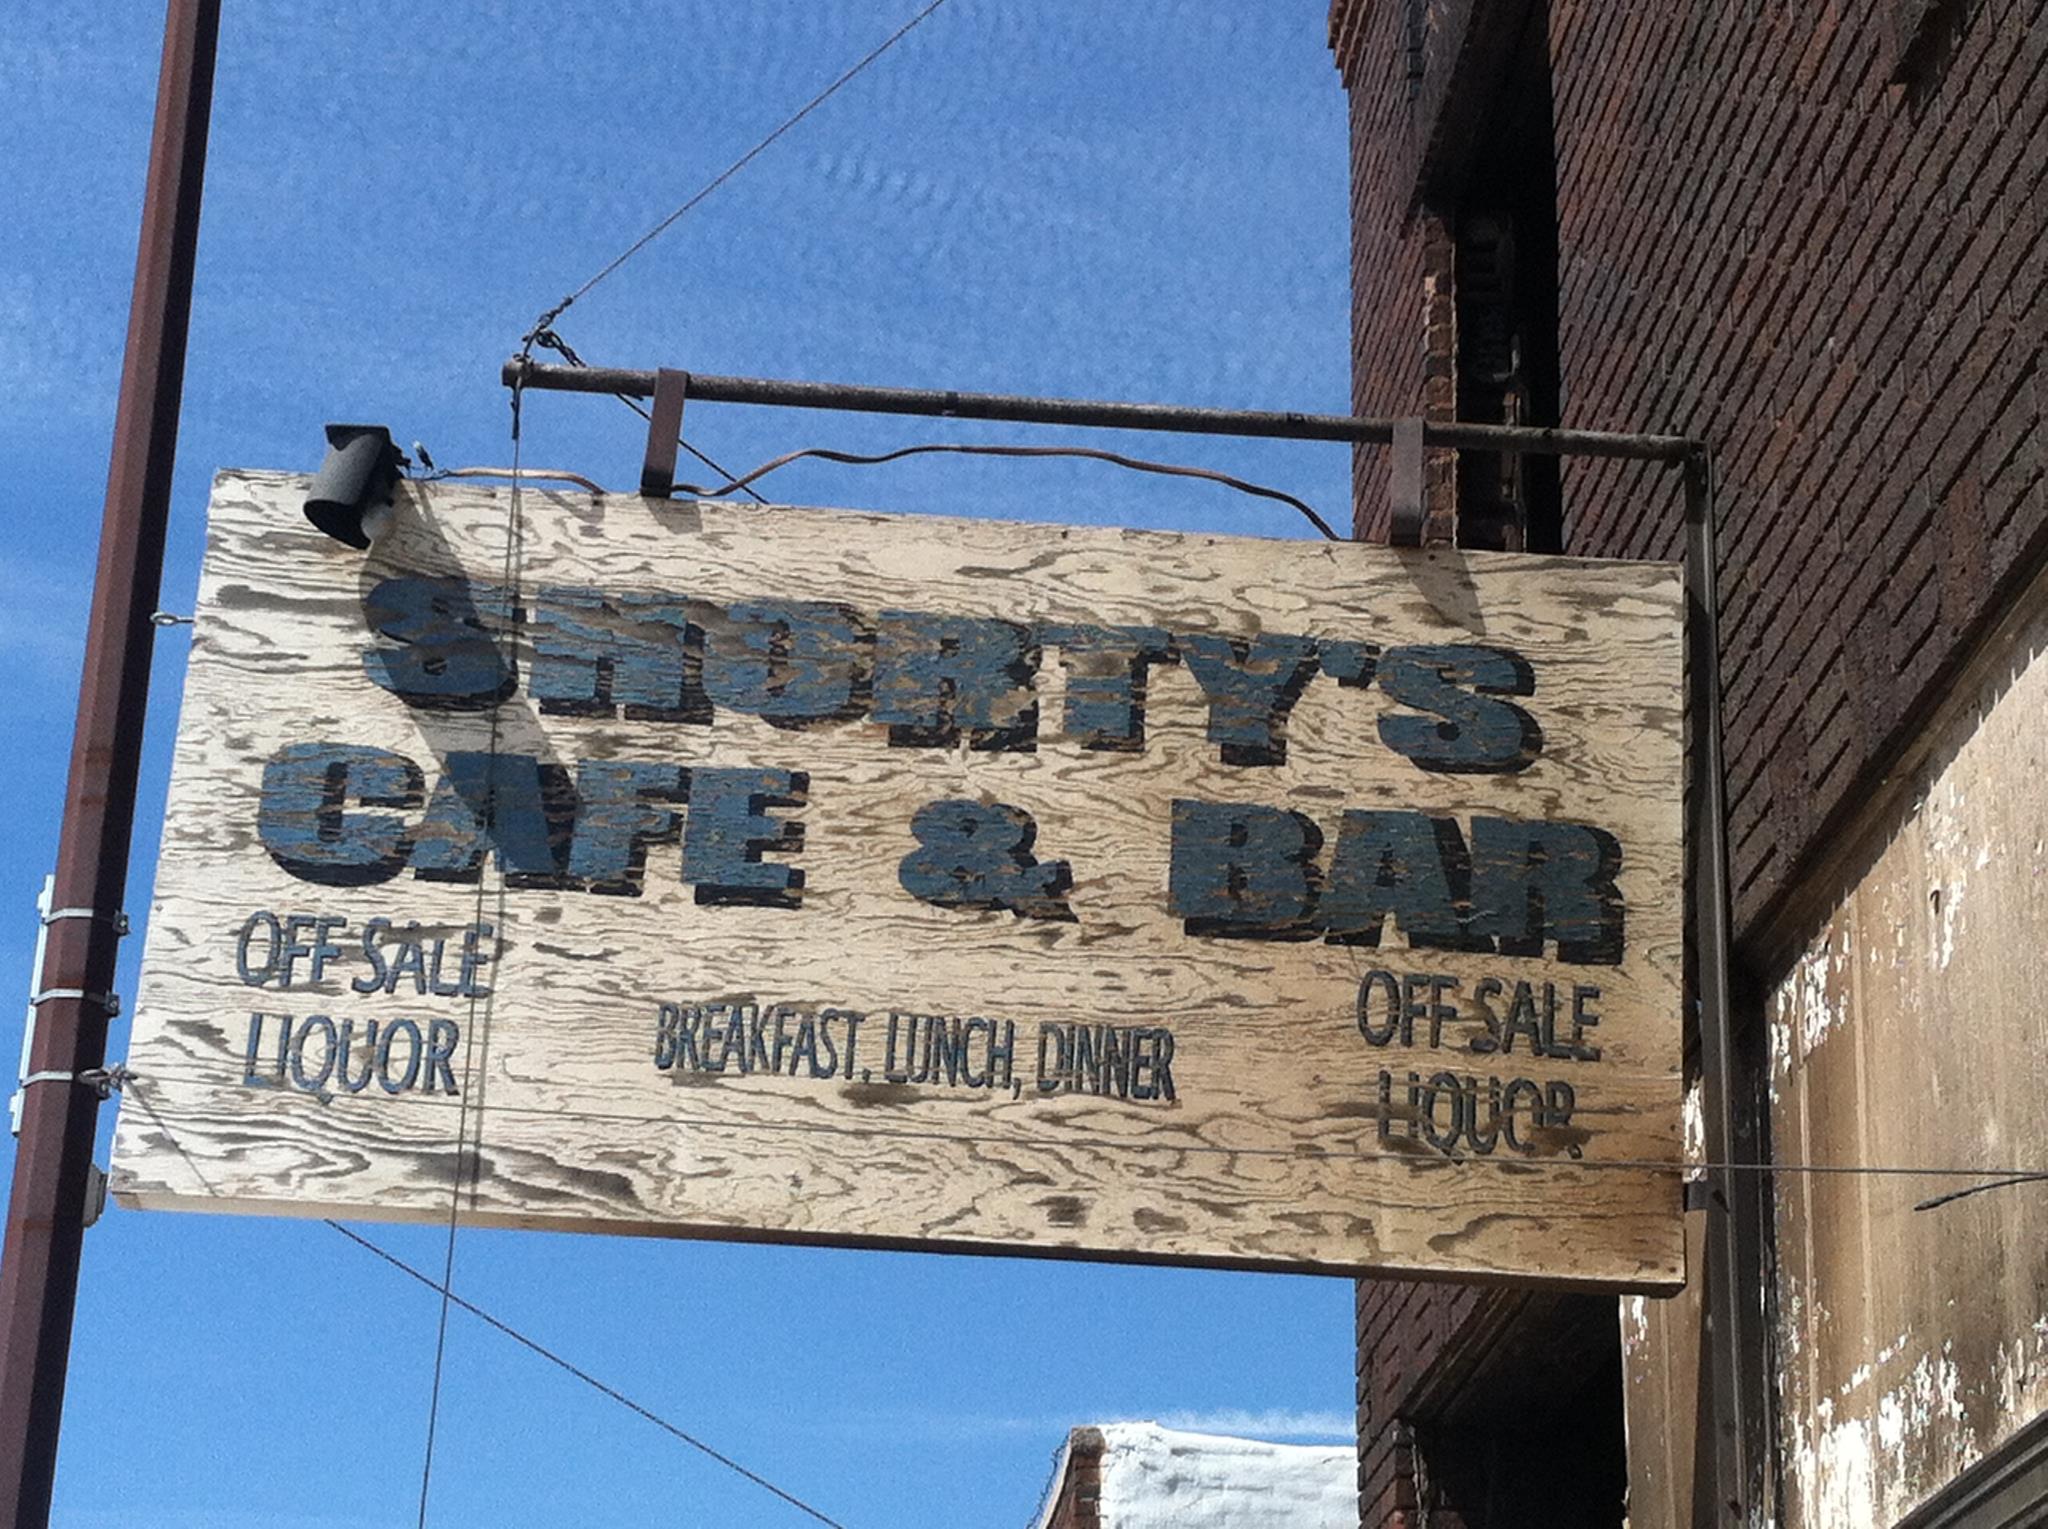 SHORTY'S
CAFE & BAR
OFF SALE
LIQUOR
BREAKFAST, LUNCH, DINNER
OFF SALE
LIQUOR